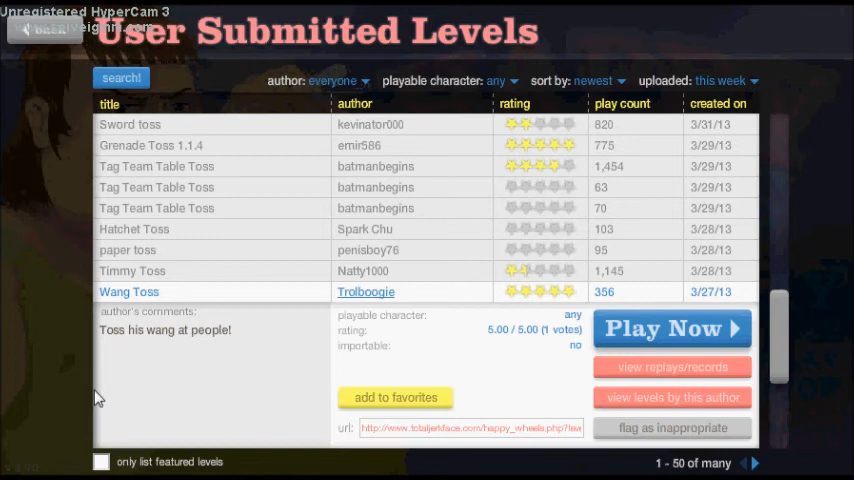 Unregistered HyperCam 3
back
User Submitted Levels
search!
author: everyone playable character: any sort by: newest uploaded: this week
title author rating play count created on
Sword toss kevinator000 820 3/31/13
Grenade Toss 1.1.4 emir586 775 3/29/13
Tag Team Table Toss batmanbegins 1,454 3/29/13
Tag Team Table Toss batmanbegins 63 3/29/13
Tag Team Table Toss batmanbegins 70 3/29/13
Hatchet Toss Spark Chu 103 3/28/13
paper toss penisboy76 95 3/28/13
Timmy Toss Natty1000 1,145 3/28/13
Wang Toss Trolboogie 356 3/27/13
author's comments:
Toss his wang at people!
playable character: any
rating: 5.00 / 5.00 (1 votes)
importable: no
Play Now
view replays/records
add to favorites
view levels by this author
url: http://www.totaljerkface.com/happy_wheels.php?lev
flag as inappropriate
only list featured levels
1 - 50 of many